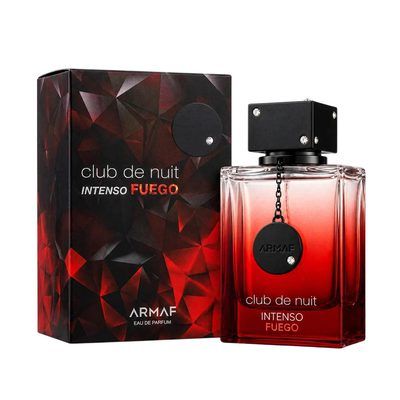 club de nuit
INTENSO FUEGO
ARMAF
EAU DE PARFUM
ARMAF
club de nuit
INTENSO
FUEGO